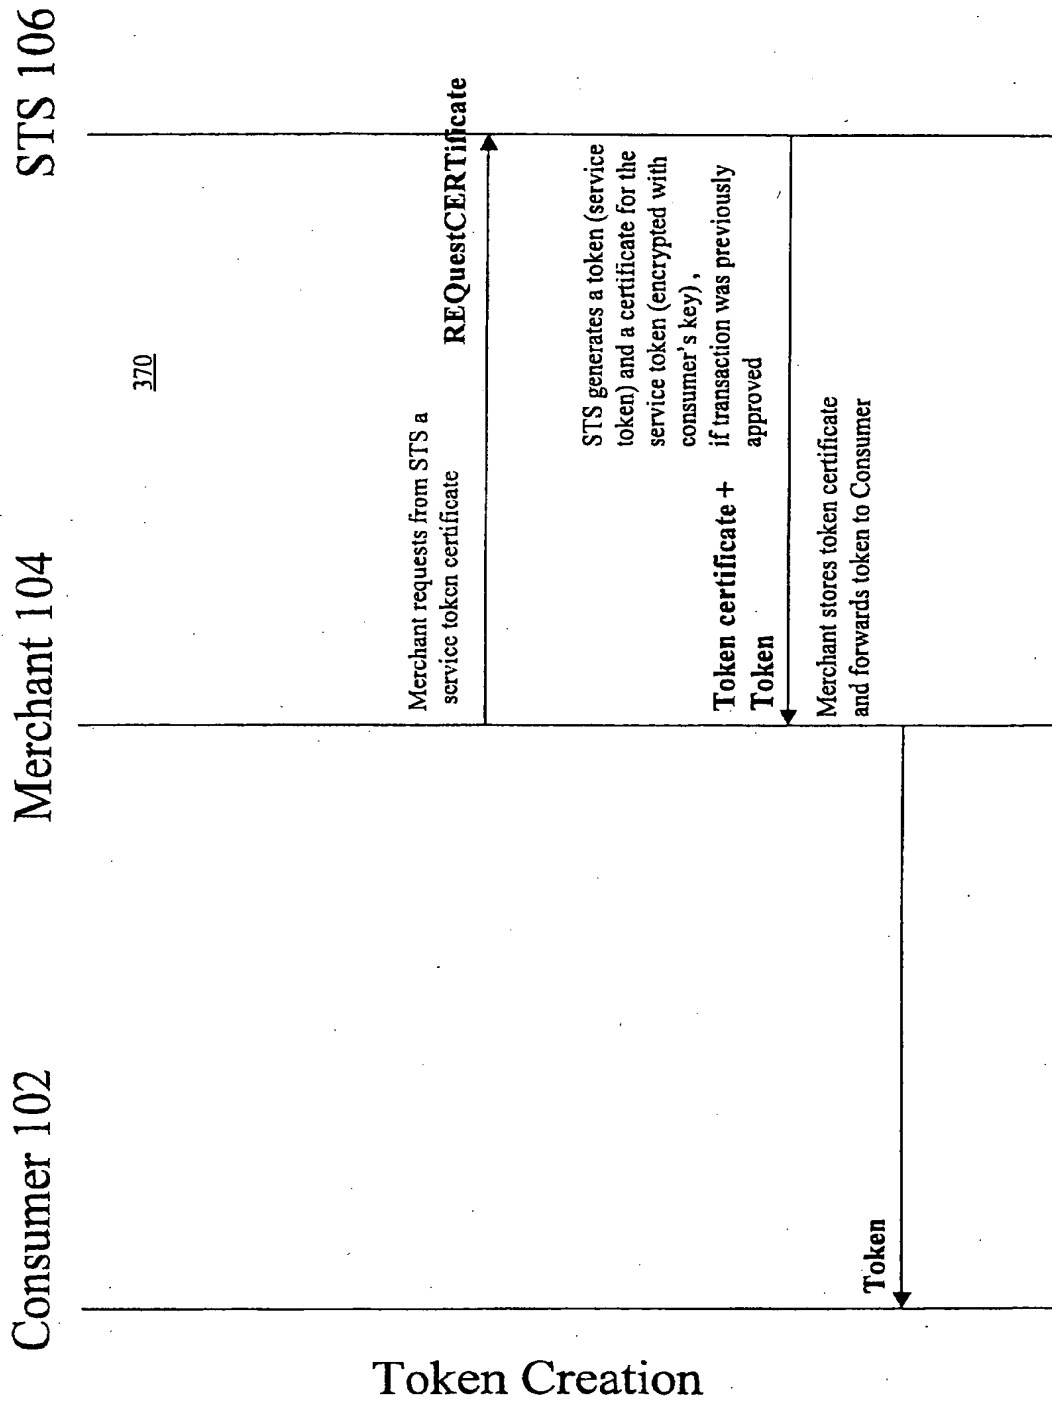 Consumer 102
Merchant 104
STS 106
370
Merchant requests from STS a
service token certificate
REQuestCERTificate
STS generates a token (service
token) and a certificate for the
service token (encrypted with
consumer's key) ,
if transaction was previously
approved
Token certificate +
Token
Merchant stores token certificate
and forwards token to Consumer
Token
Token Creation